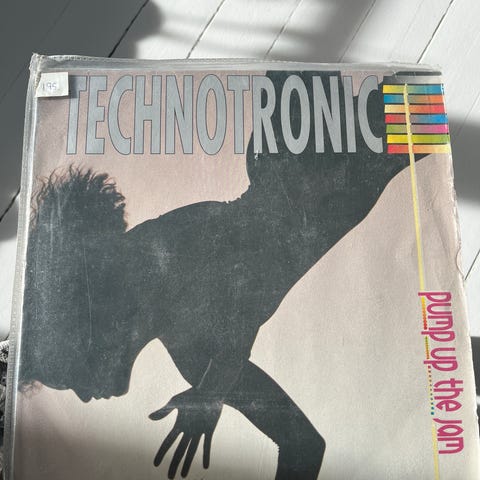 195
TECHNOTRONIC
pump up the jam